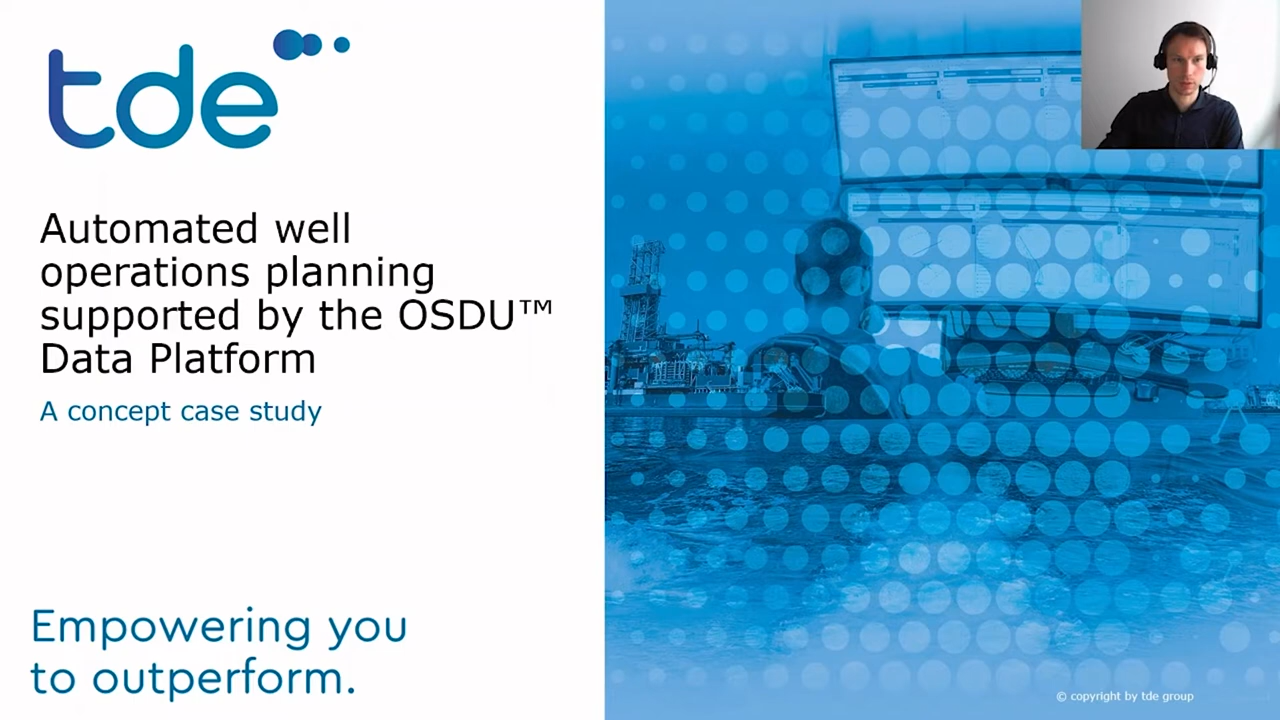 tde
Automated well
operations planning
supported by the OSDU™
Data Platform
A concept case study
Empowering you
to outperform.
© copyright by tde group